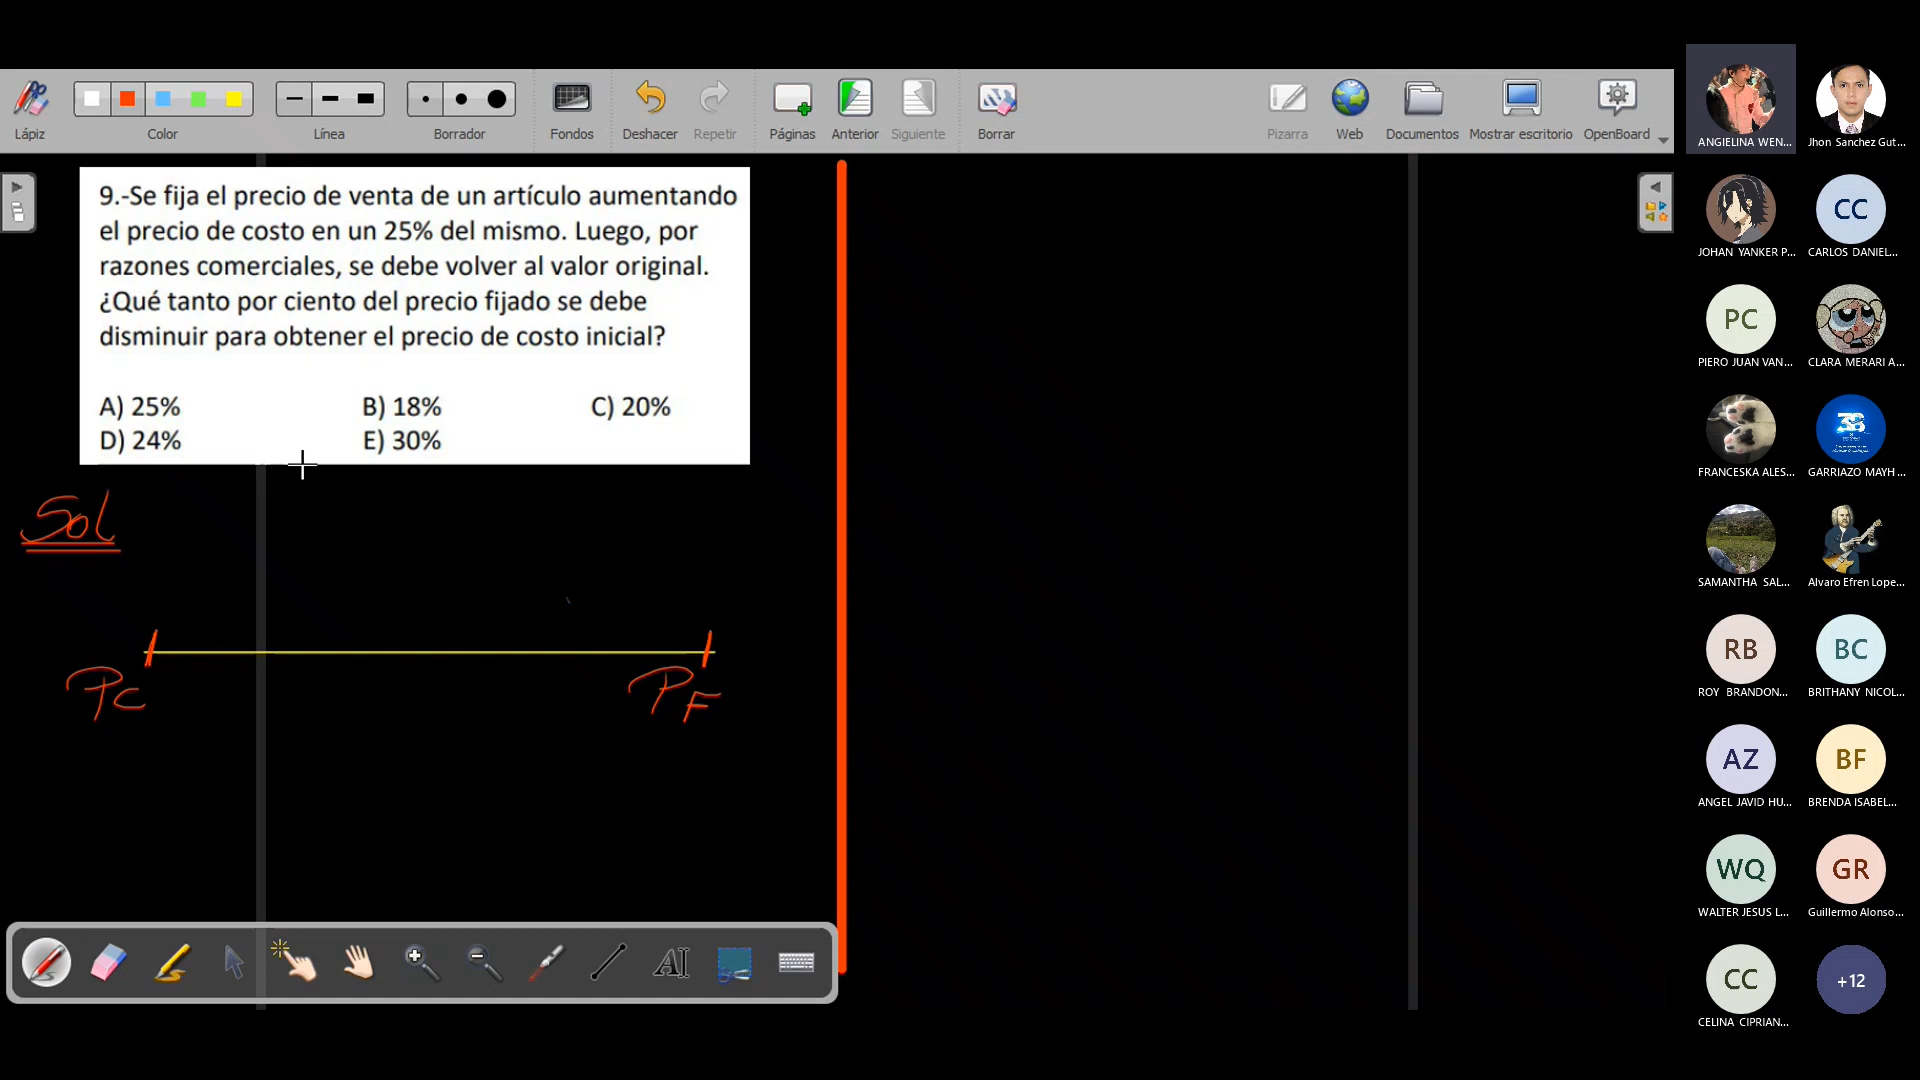 Lápiz
Color
Línea
Borrador
Fondos
Deshacer
Repetir
Páginas
Anterior
Siguiente
Borrar
Pizarra
Web
Documentos
Mostrar escritorio
OpenBoard
9.-Se fija el precio de venta de un artículo aumentando
el precio de costo en un 25% del mismo. Luego, por
razones comerciales, se debe volver al valor original.
¿Qué tanto por ciento del precio fijado se debe
disminuir para obtener el precio de costo inicial?
A) 25% B) 18% C) 20%
D) 24% E) 30%
Sol
PC
PF
AI
ANGIELINA WEN...
Jhon Sanchez Gut...
JOHAN YANKER P...
CC
CARLOS DANIEL...
PC
PIERO JUAN VAN...
CLARA MERARI A...
FRANCESKA ALES...
38
GARRIAZO MAYH...
SAMANTHA SAL...
Alvaro Efren Lope...
RB
ROY BRANDON...
BC
BRITHANY NICOL...
AZ
ANGEL JAVID HU...
BF
BRENDA ISABEL...
WQ
WALTER JESUS L...
GR
Guillermo Alonso...
CC
CELINA CIPRIAN...
+12